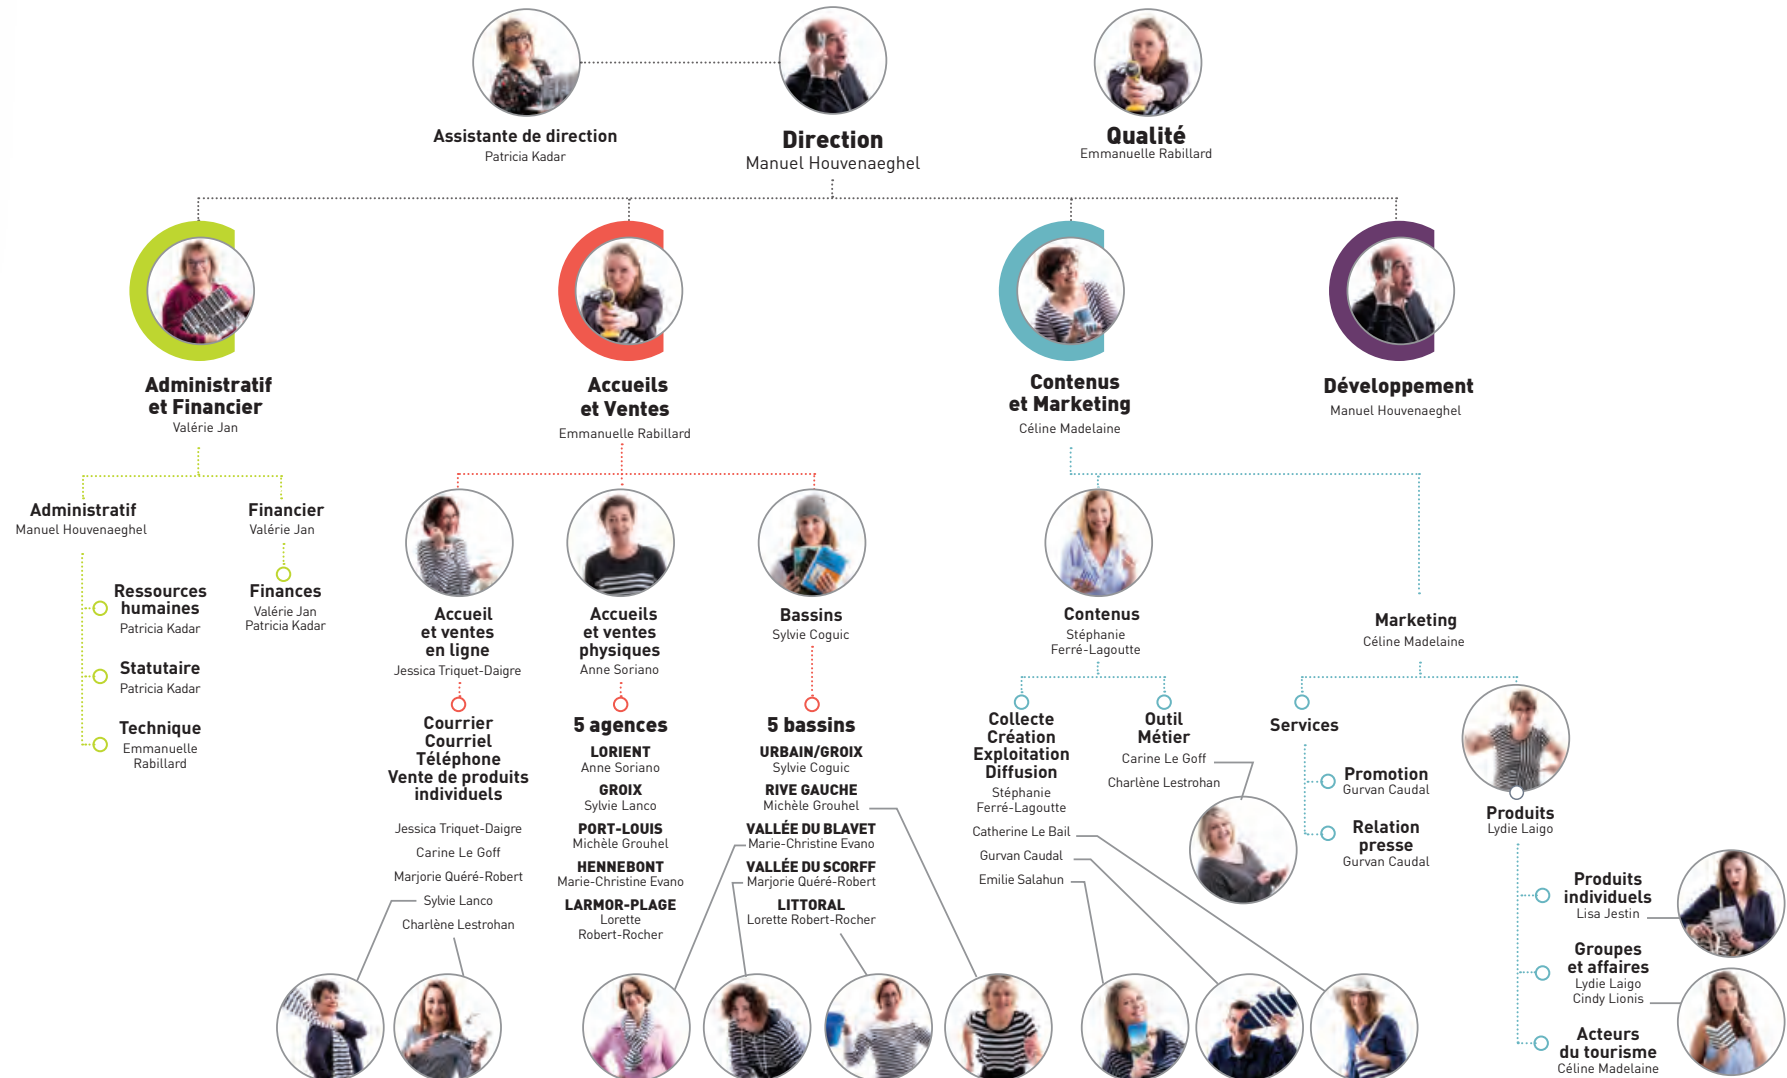 Assistante de direction
Patricia Kadar
Direction
Manuel Houvenaeghel
Qualité
Emmanuelle Rabillard
Administratif
et Financier
Valérie Jan
Accueils
et Ventes
Emmanuelle Rabillard
Contenus
et Marketing
Céline Madelaine
Développement
Manuel Houvenaeghel
Administratif
Manuel Houvenaeghel
Ressources
humaines
Patricia Kadar
Statutaire
Patricia Kadar
Technique
Emmanuelle
Rabillard
Financier
Valérie Jan
Finances
Valérie Jan
Patricia Kadar
Accueil
et ventes
en ligne
Jessica Triquet-Daigre
Courrier
Courriel
Téléphone
Vente de produits
individuels
Jessica Triquet-Daigre
Carine Le Goff
Marjorie Quéré-Robert
Sylvie Lanco
Charlène Lestrohan
Accueils
et ventes
physiques
Anne Soriano
5 agences
LORIENT
Anne Soriano
GROIX
Sylvie Lanco
PORT-LOUIS
Michèle Grouhel
HENNEBONT
Marie-Christine Evano
LARMOR-PLAGE
Lorette
Robert-Rocher
Bassins
Sylvie Coguic
5 bassins
URBAIN/GROIX
Sylvie Coguic
RIVE GAUCHE
Michèle Grouhel
VALLÉE DU BLAVET
Marie-Christine Evano
VALLÉE DU SCORFF
Marjorie Quéré-Robert
LITTORAL
Lorette Robert-Rocher
Contenus
Stéphanie
Ferré-Lagoutte
Collecte
Création
Exploitation
Diffusion
Stéphanie
Ferré-Lagoutte
Catherine Le Bail
Gurvan Caudal
Emilie Salahun
Outil
Métier
Carine Le Goff
Charlène Lestrohan
Marketing
Céline Madelaine
Services
Promotion
Gurvan Caudal
Relation
presse
Gurvan Caudal
Produits
Lydie Laigo
Produits
individuels
Lisa Jestin
Groupes
et affaires
Lydie Laigo
Cindy Lionis
Acteurs
du tourisme
Céline Madelaine